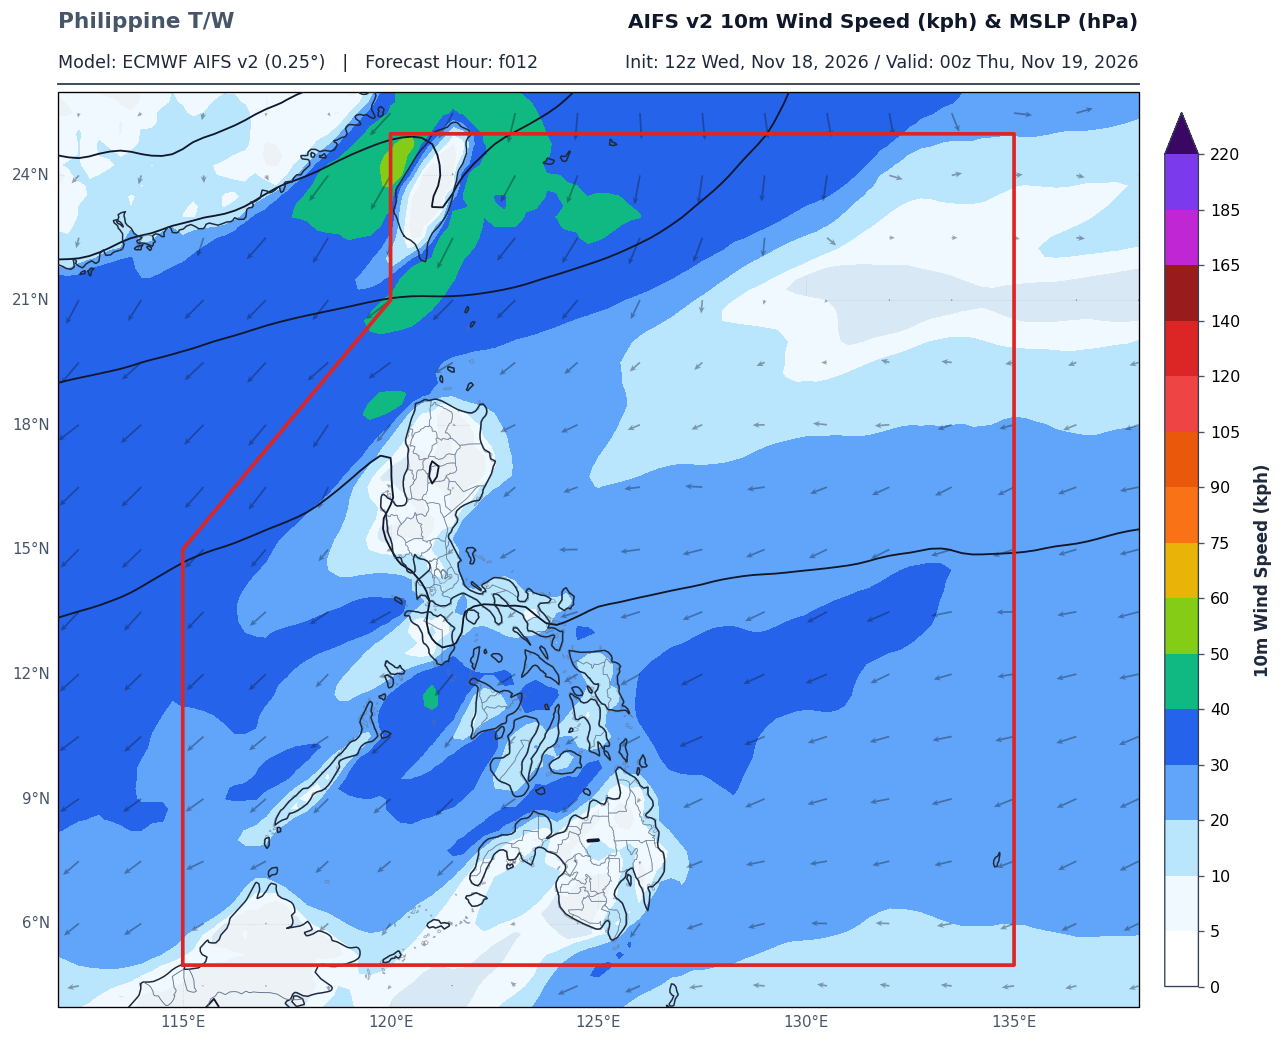 Philippine T/W
AIFS v2 10m Wind Speed (kph) & MSLP (hPa)
Model: ECMWF AIFS v2 (0.25°) | Forecast Hour: f012
Init: 12z Wed, Nov 18, 2026 / Valid: 00z Thu, Nov 19, 2026
24°N
21°N
18°N
15°N
12°N
9°N
6°N
115°E
120°E
125°E
130°E
135°E
220
185
165
140
120
105
90
75
60
50
40
30
20
10
5
0
10m Wind Speed (kph)